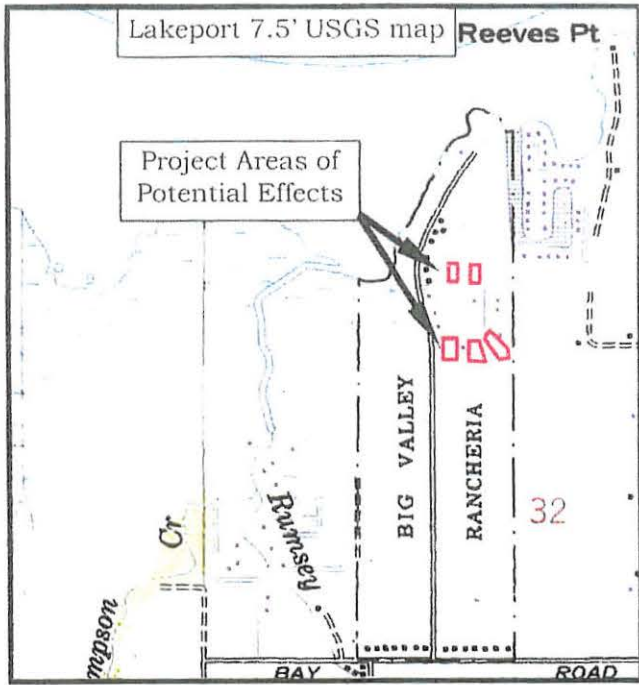 Lakeport 7.5' USGS map
Reeves Pt
Project Areas of
Potential Effects
BIG VALLEY
RANCHERIA
32
Cr
Rumsey
mpson
BAY
ROAD